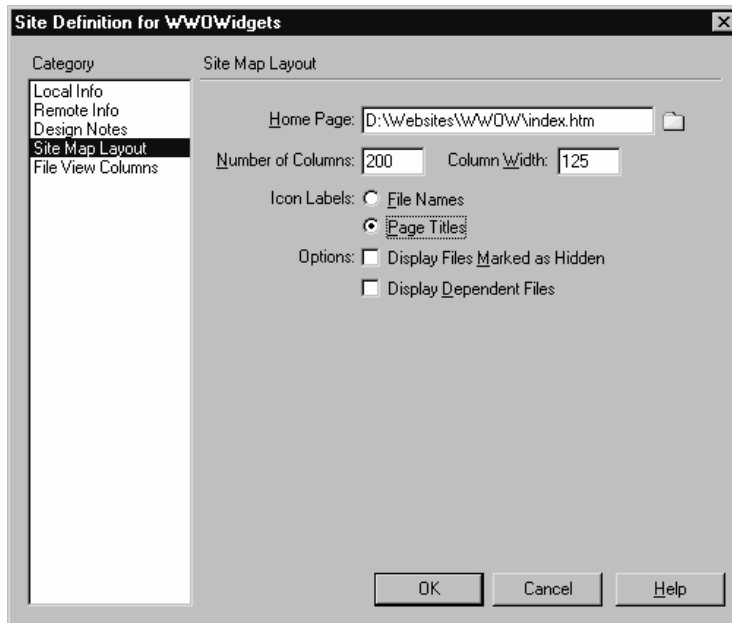 Site Definition for WWOWidgets
Category
Site Map Layout
Local Info
Remote Info
Design Notes
Site Map Layout
File View Columns
Home Page: D:\Websites\WWOW\index.htm
Number of Columns: 200 Column Width: 125
Icon Labels: File Names
Page Titles
Options: Display Files Marked as Hidden
Display Dependent Files
OK Cancel Help